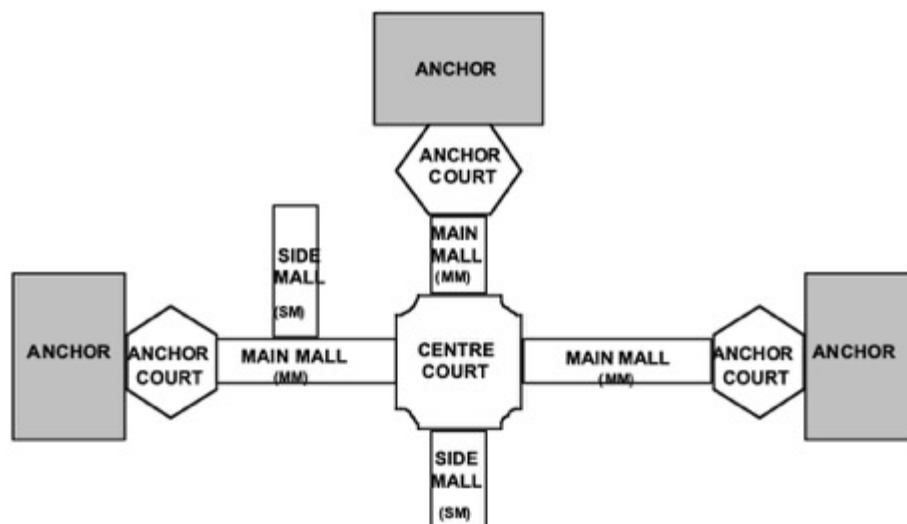 ANCHOR
ANCHOR
COURT
MAIN
MALL
(MM)
SIDE
MALL
(SM)
ANCHOR
ANCHOR
COURT
MAIN MALL
(MM)
CENTRE
COURT
MAIN MALL
(MM)
ANCHOR
COURT
ANCHOR
SIDE
MALL
(SM)